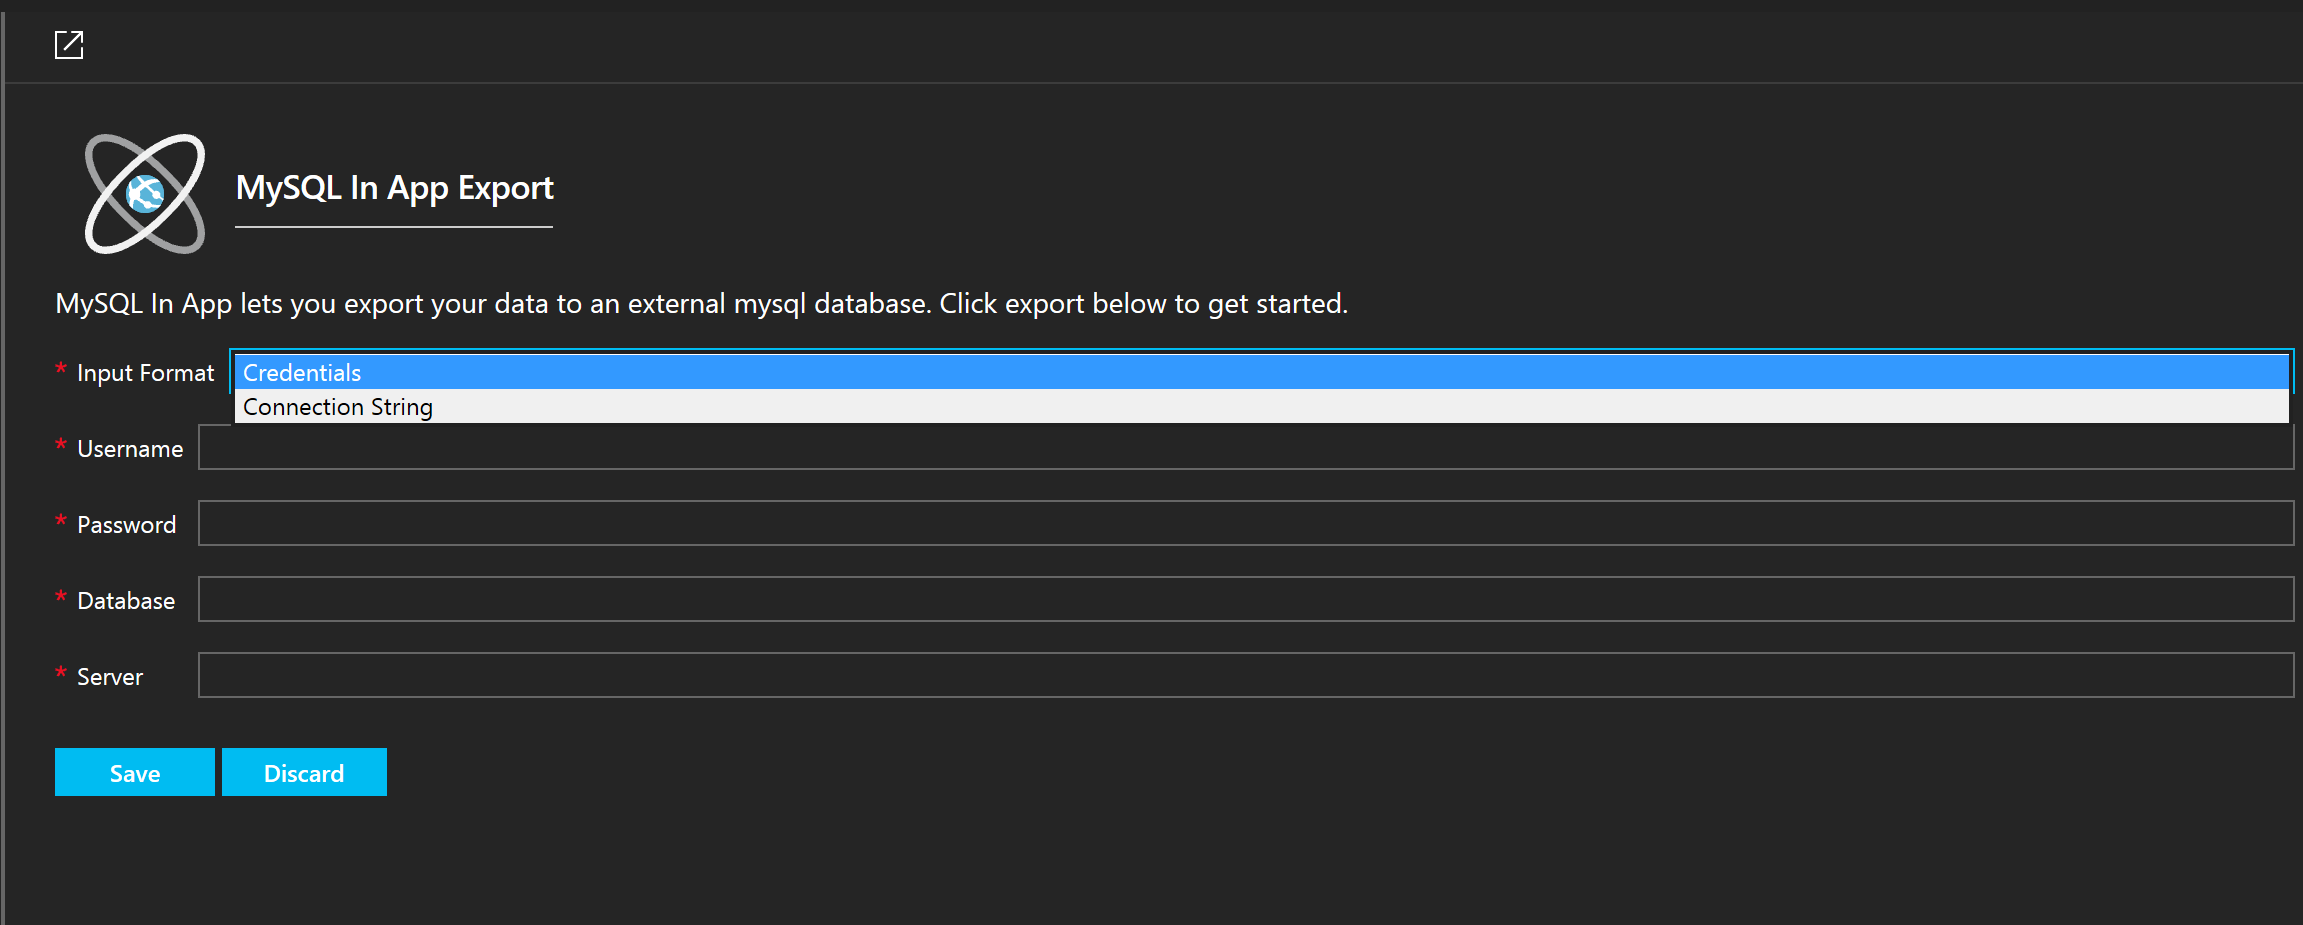 MySQL In App Export
MySQL In App lets you export your data to an external mysql database. Click export below to get started.
* Input Format Credentials
Connection String
* Username
* Password
* Database
* Server
Save Discard